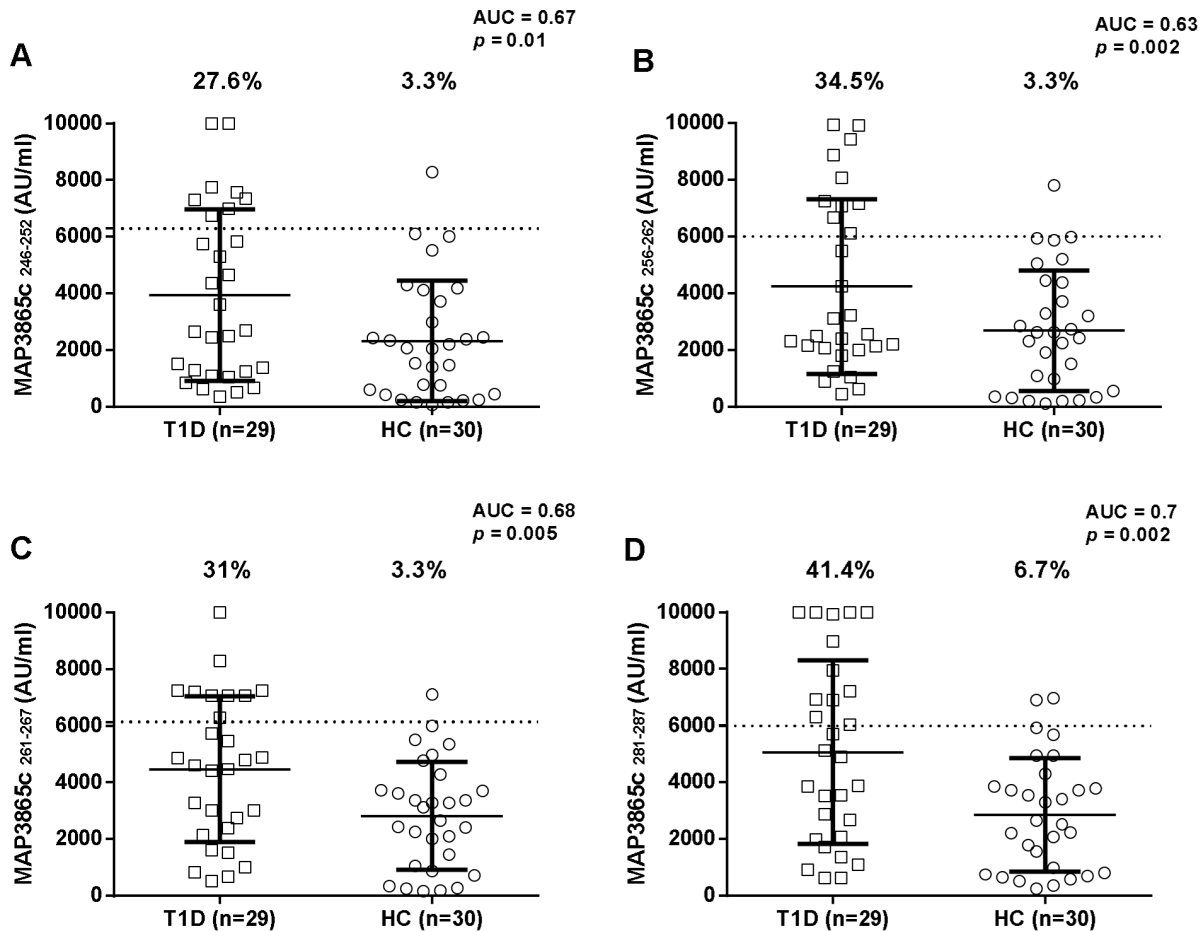 A
AUC = 0.67
p = 0.01
27.6% 3.3%
MAP3865c 246-252 (AU/ml)
10000
8000
6000
4000
2000
0
T1D (n=29) HC (n=30)
B
AUC = 0.63
p = 0.002
34.5% 3.3%
MAP3865c 256-262 (AU/ml)
10000
8000
6000
4000
2000
0
T1D (n=29) HC (n=30)
C
AUC = 0.68
p = 0.005
31% 3.3%
MAP3865c 261-267 (AU/ml)
10000
8000
6000
4000
2000
0
T1D (n=29) HC (n=30)
D
AUC = 0.7
p = 0.002
41.4% 6.7%
MAP3865c 281-287 (AU/ml)
10000
8000
6000
4000
2000
0
T1D (n=29) HC (n=30)